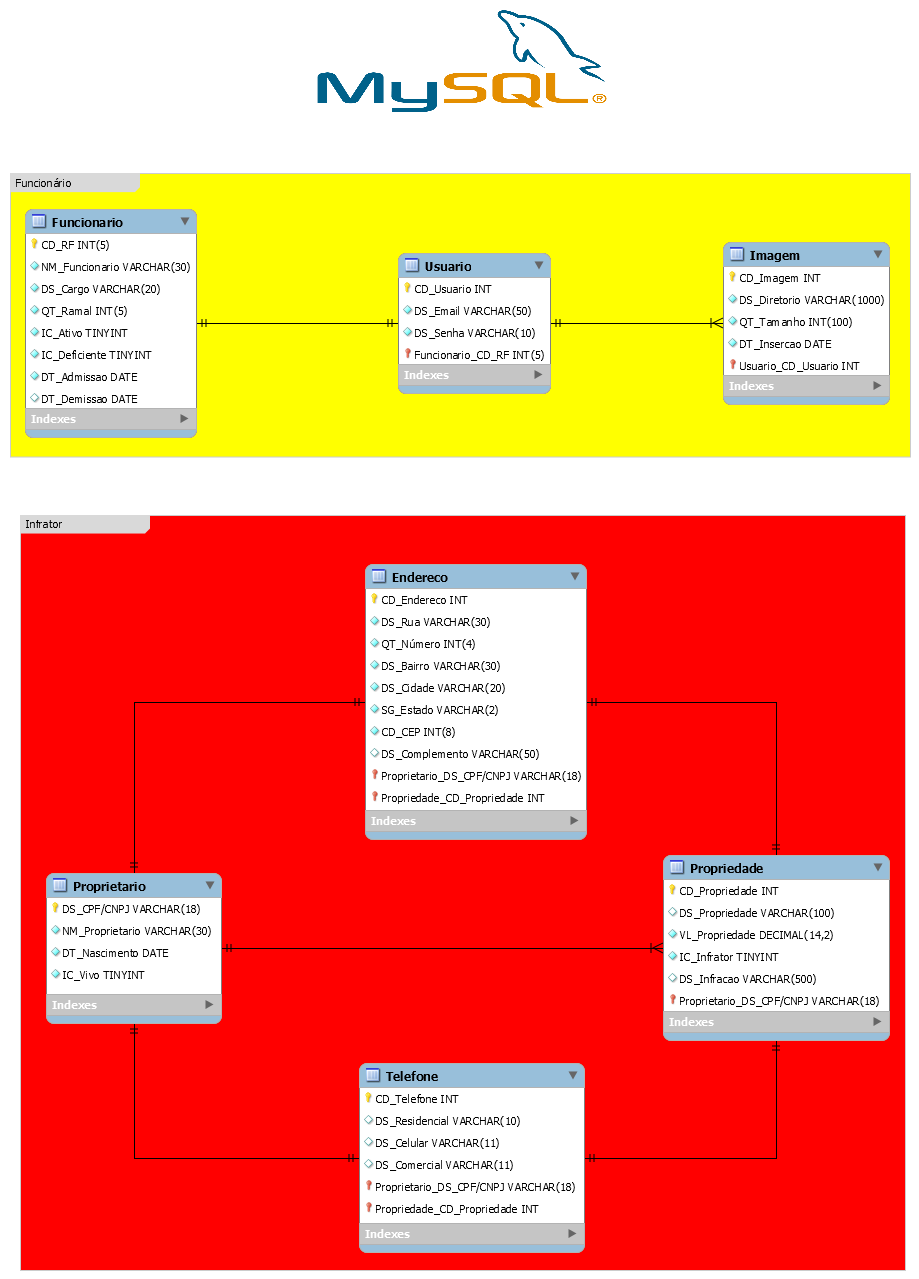 MySQL®
Funcionário
Funcionario
CD_RF INT(5)
NM_Funcionario VARCHAR(30)
DS_Cargo VARCHAR(20)
QT_Ramal INT(5)
IC_Ativo TINYINT
IC_Deficiente TINYINT
DT_Admissao DATE
DT_Demissao DATE
Indexes
Usuario
CD_Usuario INT
DS_Email VARCHAR(50)
DS_Senha VARCHAR(10)
Funcionario_CD_RF INT(5)
Indexes
Imagem
CD_Imagem INT
DS_Diretorio VARCHAR(1000)
QT_Tamanho INT(100)
DT_Insercao DATE
Usuario_CD_Usuario INT
Indexes
Infrator
Endereco
CD_Endereco INT
DS_Rua VARCHAR(30)
QT_Número INT(4)
DS_Bairro VARCHAR(30)
DS_Cidade VARCHAR(20)
SG_Estado VARCHAR(2)
CD_CEP INT(8)
DS_Complemento VARCHAR(50)
Proprietario_DS_CPF/CNPJ VARCHAR(18)
Propriedade_CD_Propriedade INT
Indexes
Proprietario
DS_CPF/CNPJ VARCHAR(18)
NM_Proprietario VARCHAR(30)
DT_Nascimento DATE
IC_Vivo TINYINT
Indexes
Propriedade
CD_Propriedade INT
DS_Propriedade VARCHAR(100)
VL_Propriedade DECIMAL(14,2)
IC_Infrator TINYINT
DS_Infracao VARCHAR(500)
Proprietario_DS_CPF/CNPJ VARCHAR(18)
Indexes
Telefone
CD_Telefone INT
DS_Residencial VARCHAR(10)
DS_Celular VARCHAR(11)
DS_Comercial VARCHAR(11)
Proprietario_DS_CPF/CNPJ VARCHAR(18)
Propriedade_CD_Propriedade INT
Indexes